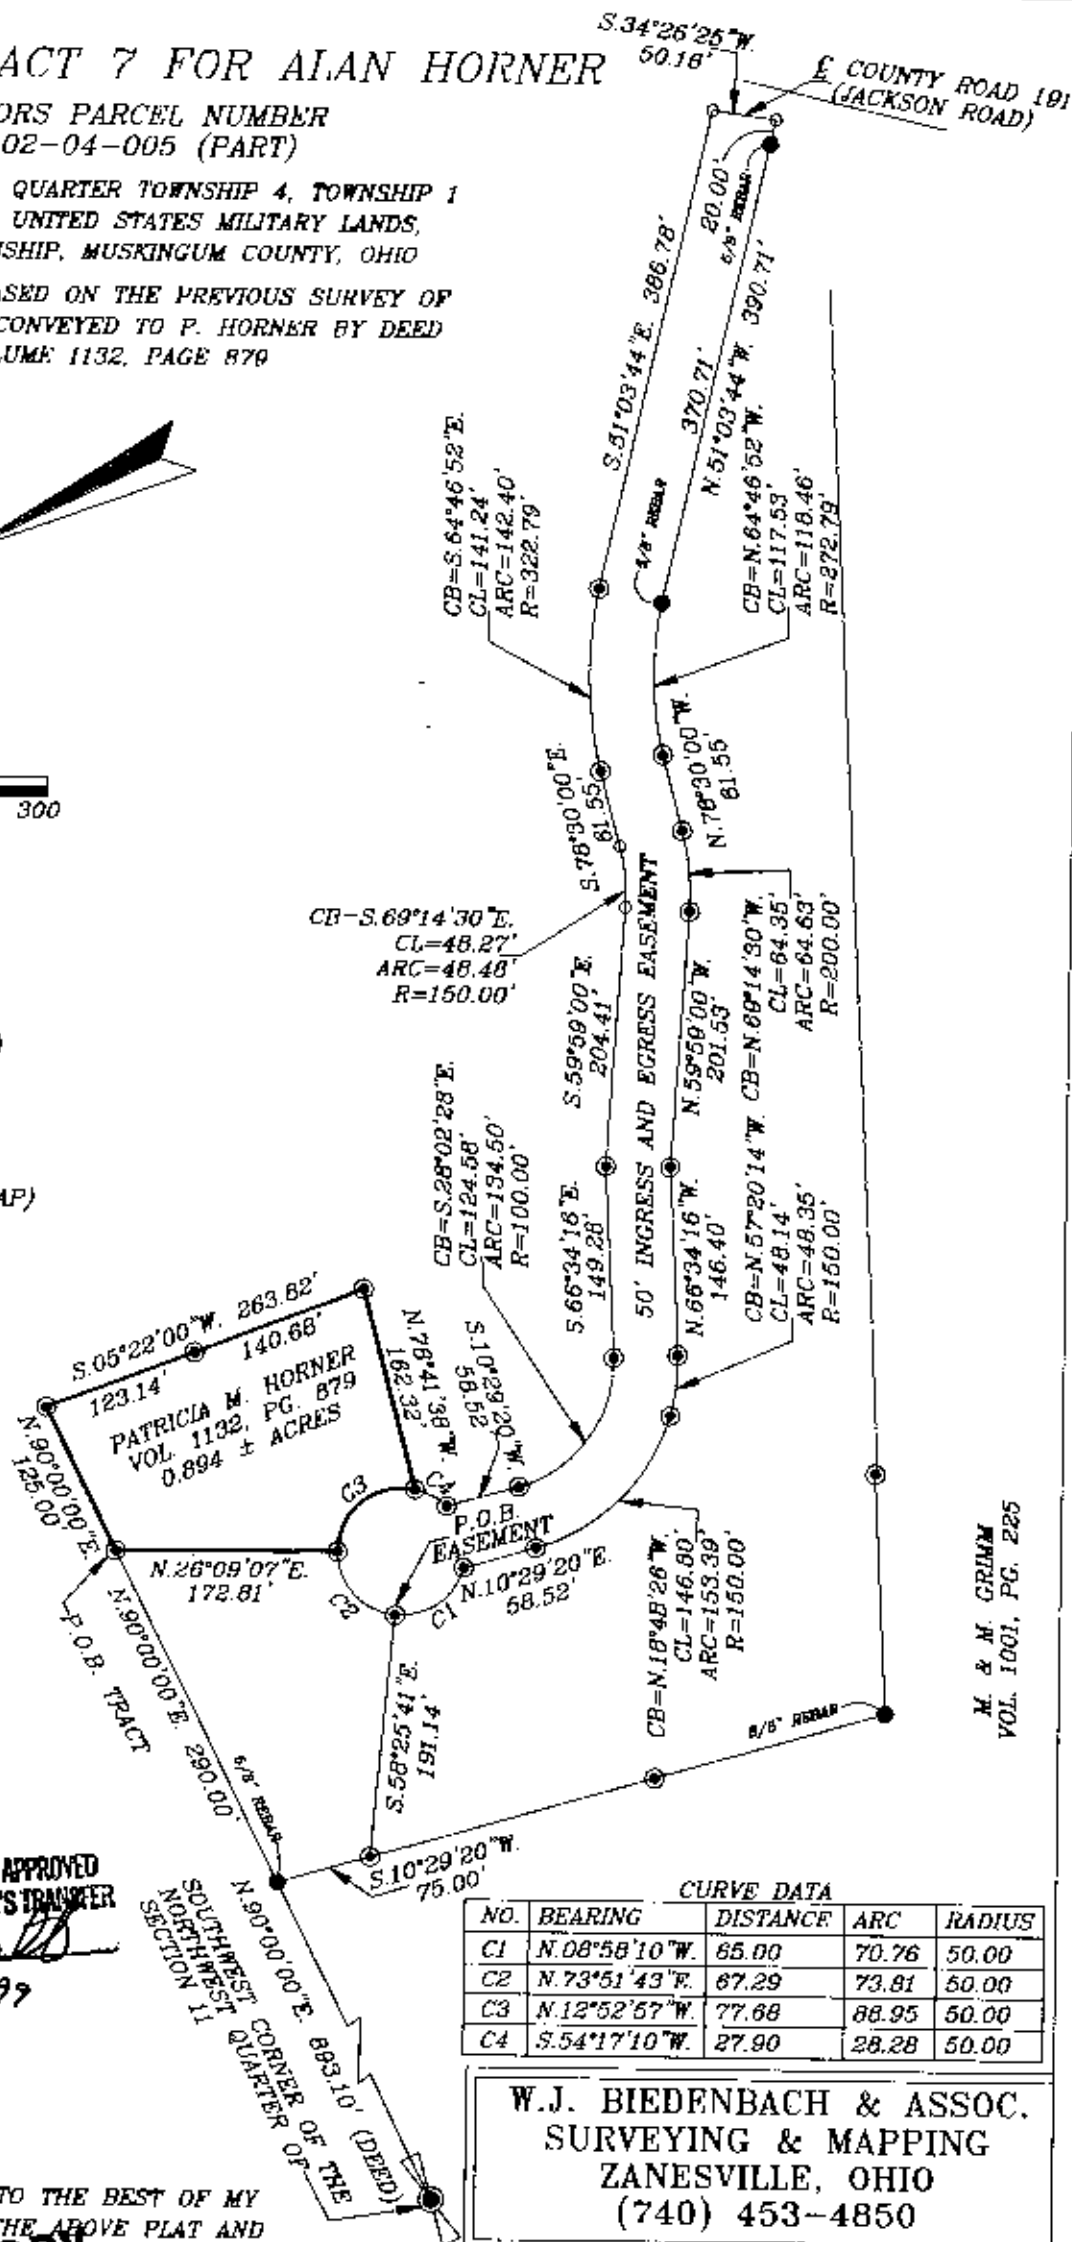 ACT 7 FOR ALAN HORNER
ORS PARCEL NUMBER
02-04-005 (PART)
QUARTER TOWNSHIP 4, TOWNSHIP 1
UNITED STATES MILITARY LANDS,
NSHIP, MUSKINGUM COUNTY, OHIO
ASED ON THE PREVIOUS SURVEY OF
CONVEYED TO P. HORNER BY DEED
LUME 1132, PAGE 879
S.34°26'25"W.
50.18'
COUNTY ROAD 191
(JACKSON ROAD)
S.51°03'44"E. 386.78'
20.00'
5/8" REBAR
370.71'
N.51°03'44"W. 390.71'
5/8" REBAR
CB=S.64°46'52"E.
CL=141.24'
ARC=142.40'
R=322.79'
CB=N.64°46'52"W.
CL=117.53'
ARC=118.46'
R=272.79'
300
S.78°30'00"E.
61.55'
N.78°30'00"W.
61.55'
CB=S.69°14'30"E.
CL=48.27'
ARC=48.48'
R=150.00'
CB=N.69°14'30"W.
CL=64.35'
ARC=64.63'
R=200.00'
50' INGRESS AND EGRESS EASEMENT
S.59°59'00"E.
204.41'
N.59°59'00"W.
201.53'
CB=S.28°02'28"E.
CL=124.58'
ARC=134.50'
R=100.00'
CB=N.57°20'14"W.
CL=48.14'
ARC=48.35'
R=150.00'
AP)
S.66°34'16"E.
149.28'
N.66°34'16"W.
146.40'
S.05°22'00"W. 263.82'
140.68'
123.14'
PATRICIA M. HORNER
VOL. 1132, PG. 879
0.894 ± ACRES
N.76°41'38"W.
162.32'
S.10°29'20"W.
58.52'
N.90°00'00"E.
125.00'
C3
C4
P.O.B.
EASEMENT
N.26°09'07"E.
172.81'
C2
C1
N.10°29'20"E.
58.52'
CB=N.18°48'26"W.
CL=146.80'
ARC=153.39'
R=150.00'
P.O.B. TRACT
N.90°00'00"E. 290.00'
5/8" REBAR
S.58°25'41"E.
191.14'
5/8" REBAR
M. & M. GRIMM
VOL. 1001, PG. 225
S.10°29'20"W.
75.00'
APPROVED
'S TRANSFER
99
N.90°00'00"E. 893.10' (DEED)
SOUTHWEST CORNER OF THE
NORTHWEST QUARTER OF
SECTION 11
CURVE DATA
NO. BEARING DISTANCE ARC RADIUS
C1 N.08°58'10"W. 65.00 70.76 50.00
C2 N.73°51'43"E. 67.29 73.81 50.00
C3 N.12°52'57"W. 77.68 88.95 50.00
C4 S.54°17'10"W. 27.90 28.28 50.00
W.J. BIEDENBACH & ASSOC.
SURVEYING & MAPPING
ZANESVILLE, OHIO
(740) 453-4850
TO THE BEST OF MY
THE ABOVE PLAT AND